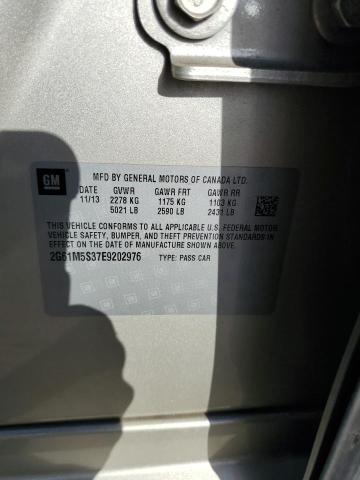 GM
MFD BY GENERAL MOTORS OF CANADA LTD.
DATE GVWR GAWR FRT GAWR RR
11/13 2278 KG 1175 KG 1103 KG
5021 LB 2590 LB 2431 LB
THIS VEHICLE CONFORMS TO ALL APPLICABLE U.S. FEDERAL MOTOR
VEHICLE SAFETY, BUMPER, AND THEFT PREVENTION STANDARDS IN
EFFECT ON THE DATE OF MANUFACTURE SHOWN ABOVE.
2G61M5S37E9202976 TYPE: PASS CAR